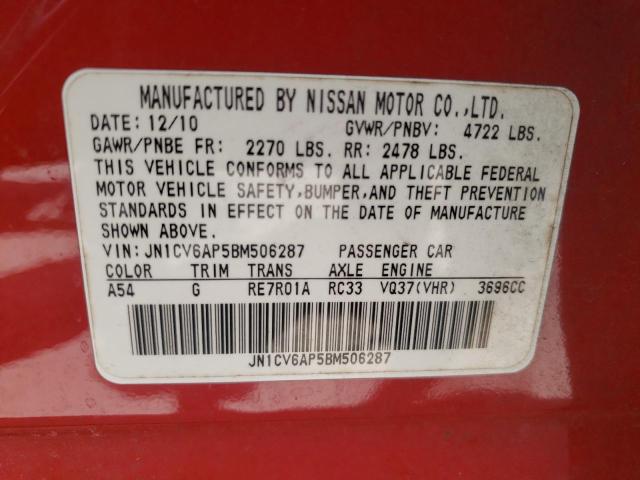 MANUFACTURED BY NISSAN MOTOR CO.,LTD.
DATE: 12/10 GVWR/PNBV: 4722 LBS.
GAWR/PNBE FR: 2270 LBS. RR: 2478 LBS.
THIS VEHICLE CONFORMS TO ALL APPLICABLE FEDERAL
MOTOR VEHICLE SAFETY,BUMPER,AND THEFT PREVENTION
STANDARDS IN EFFECT ON THE DATE OF MANUFACTURE
SHOWN ABOVE.
VIN:JN1CV6AP5BM506287 PASSENGER CAR
COLOR TRIM TRANS AXLE ENGINE
A54 G RE7R01A RC33 VQ37(VHR) 3696CC
JN1CV6AP5BM506287